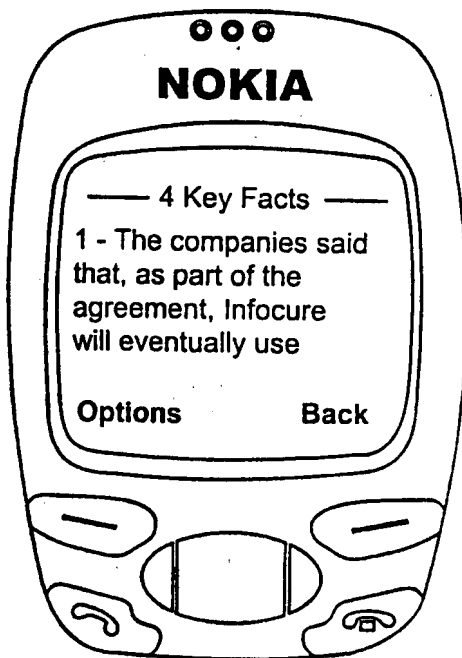 NOKIA
4 Key Facts
1 - The companies said
that, as part of the
agreement, Infocure
will eventually use
Options Back